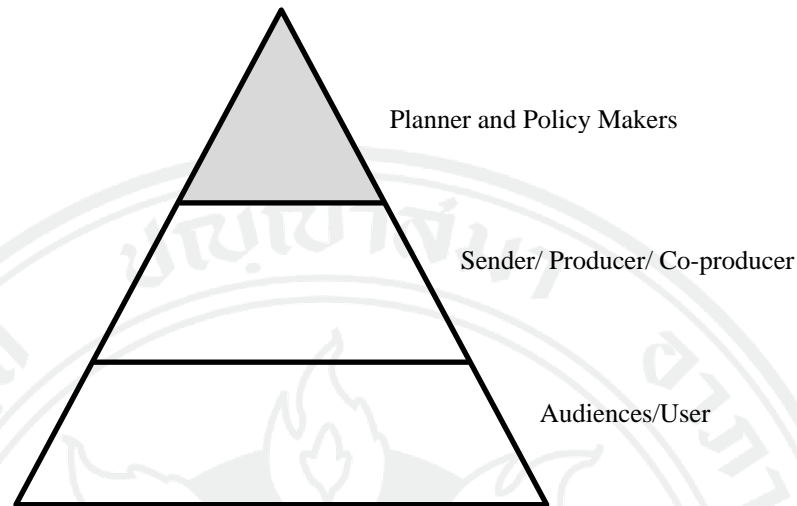 Planner and Policy Makers
Sender/ Producer/ Co-producer
Audiences/User